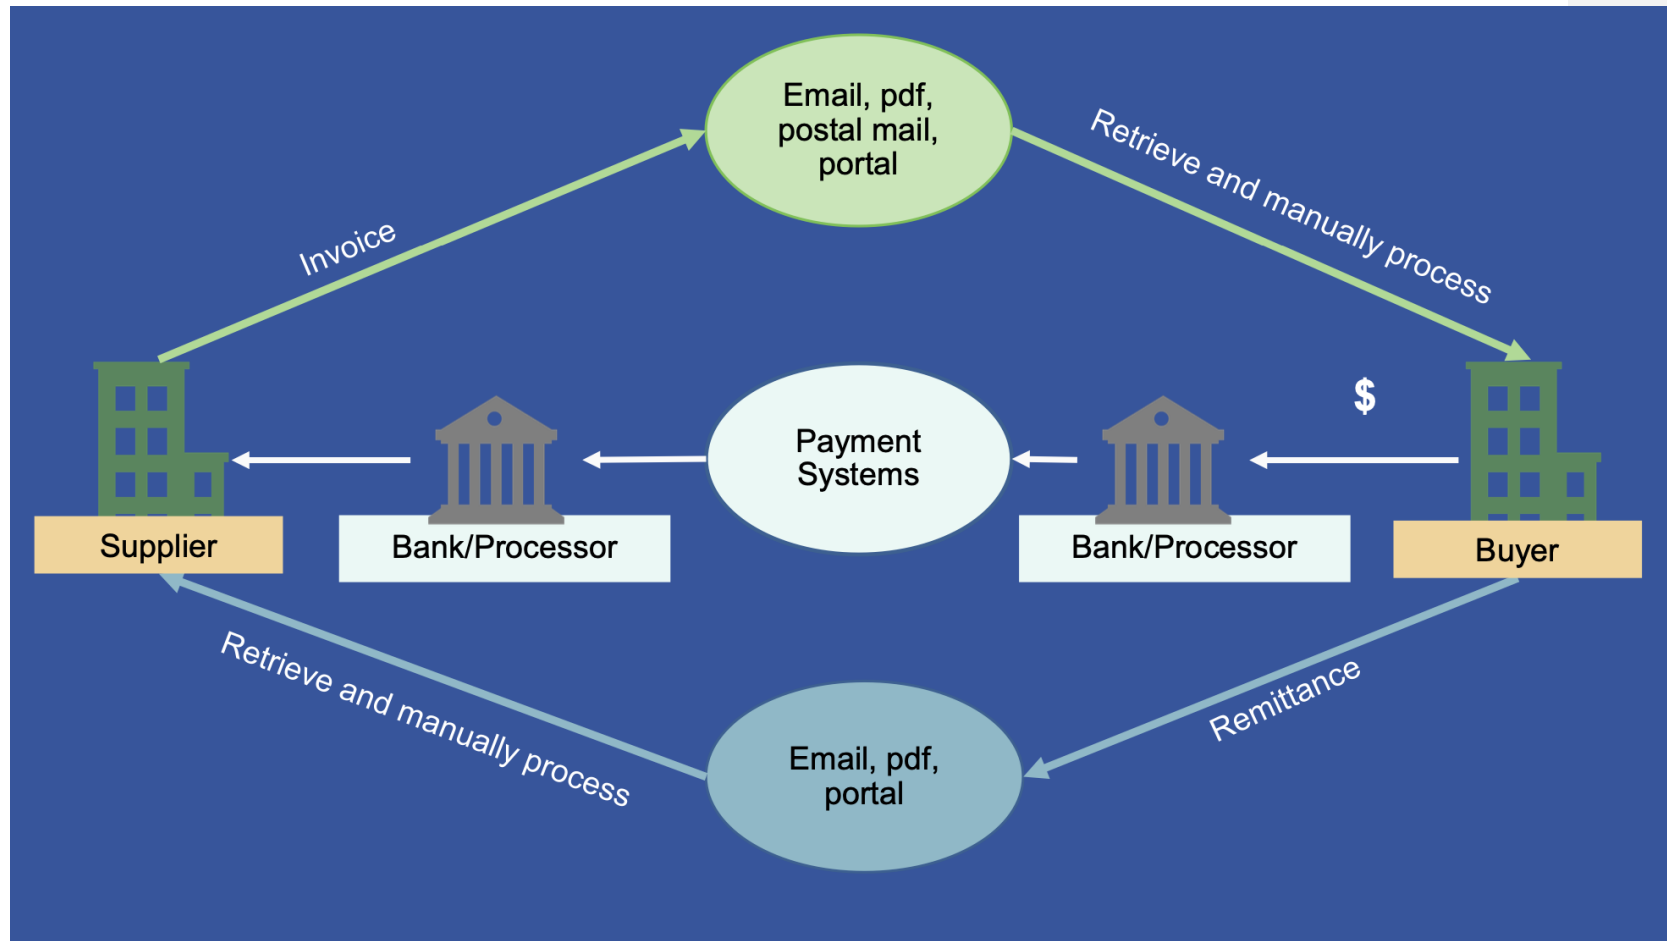 Email, pdf,
postal mail,
portal
Invoice
Retrieve and manually process
$
Payment
Systems
Supplier
Bank/Processor
Bank/Processor
Buyer
Retrieve and manually process
Remittance
Email, pdf,
portal